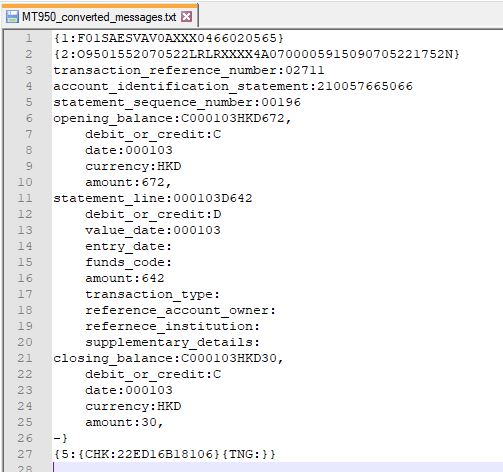 MT950_converted_messages.txt
1 {1:F01SAESVAV0AXXX0466020565}
2 {2:O9501552070522LRLRXXXX4A0700005915090705221752N}
3 transaction_reference_number:02711
4 account_identification_statement:210057665066
5 statement_sequence_number:00196
6 opening_balance:C000103HKD672,
7 debit_or_credit:C
8 date:000103
9 currency:HKD
10 amount:672,
11 statement_line:000103D642
12 debit_or_credit:D
13 value_date:000103
14 entry_date:
15 funds_code:
16 amount:642
17 transaction_type:
18 reference_account_owner:
19 refernece_institution:
20 supplementary_details:
21 closing_balance:C000103HKD30,
22 debit_or_credit:C
23 date:000103
24 currency:HKD
25 amount:30,
26 -}
27 {5:{CHK:22ED16B18106}{TNG:}}
28